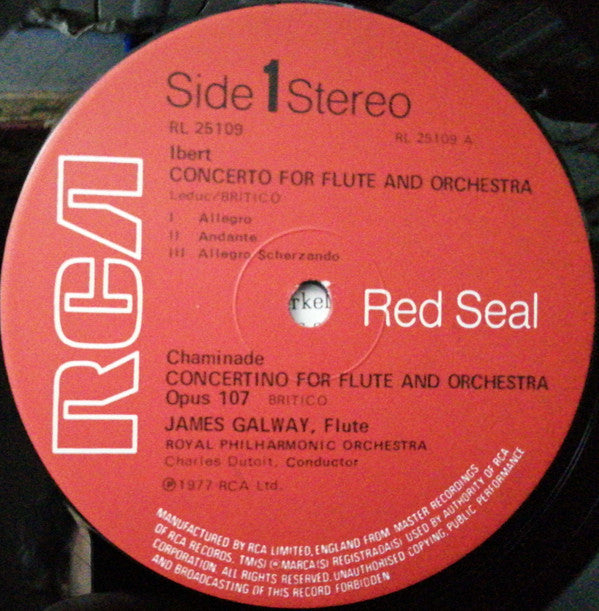 Side 1 Stereo
RL 25109
RL 25109 A
Ibert
CONCERTO FOR FLUTE AND ORCHESTRA
Leduc/BRITICO
I Allegro
II Andante
III Allegro Scherzando
RCA
Red Seal
Chaminade
CONCERTINO FOR FLUTE AND ORCHESTRA
Opus 107 BRITICO
JAMES GALWAY, Flute
ROYAL PHILHARMONIC ORCHESTRA
Charles Dutoit, Conductor
℗ 1977 RCA Ltd.
MANUFACTURED BY RCA LIMITED, ENGLAND FROM MASTER RECORDINGS
OF RCA RECORDS. TM(S) ® MARCA(S) REGISTRADA(S) USED BY AUTHORITY OF RCA
CORPORATION. ALL RIGHTS RESERVED. UNAUTHORISED COPYING, PUBLIC PERFORMANCE
AND BROADCASTING OF THIS RECORD FORBIDDEN